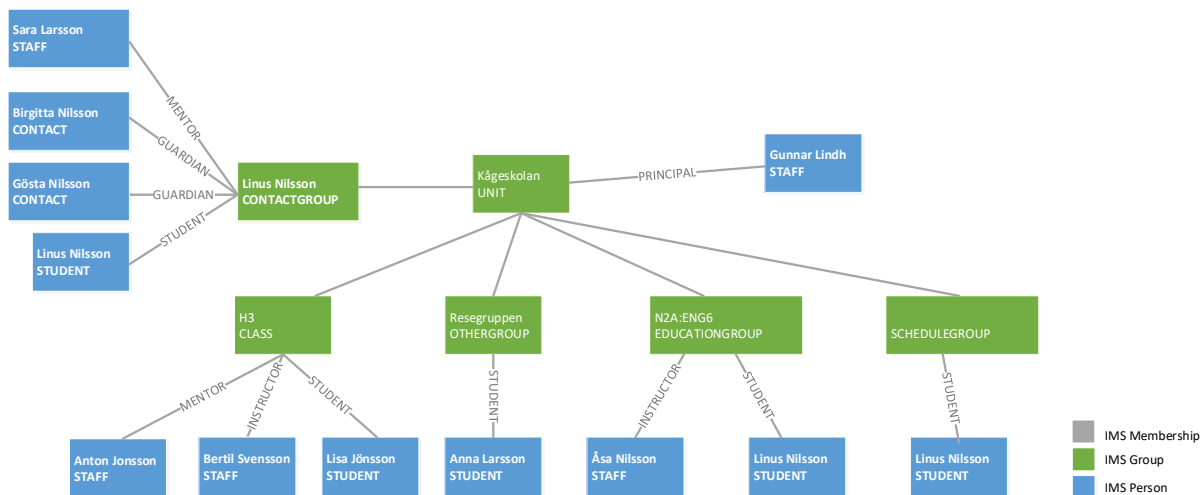 Sara Larsson
STAFF
Birgitta Nilsson
CONTACT
Gösta Nilsson
CONTACT
Linus Nilsson
STUDENT
MENTOR
GUARDIAN
GUARDIAN
STUDENT
Linus Nilsson
CONTACTGROUP
Kågeskolan
UNIT
PRINCIPAL
Gunnar Lindh
STAFF
H3
CLASS
Resegruppen
OTHERGROUP
N2A:ENG6
EDUCATIONGROUP
SCHEDULEGROUP
MENTOR
INSTRUCTOR
STUDENT
STUDENT
INSTRUCTOR
STUDENT
STUDENT
Anton Jonsson
STAFF
Bertil Svensson
STAFF
Lisa Jönsson
STUDENT
Anna Larsson
STUDENT
Åsa Nilsson
STAFF
Linus Nilsson
STUDENT
Linus Nilsson
STUDENT
IMS Membership
IMS Group
IMS Person